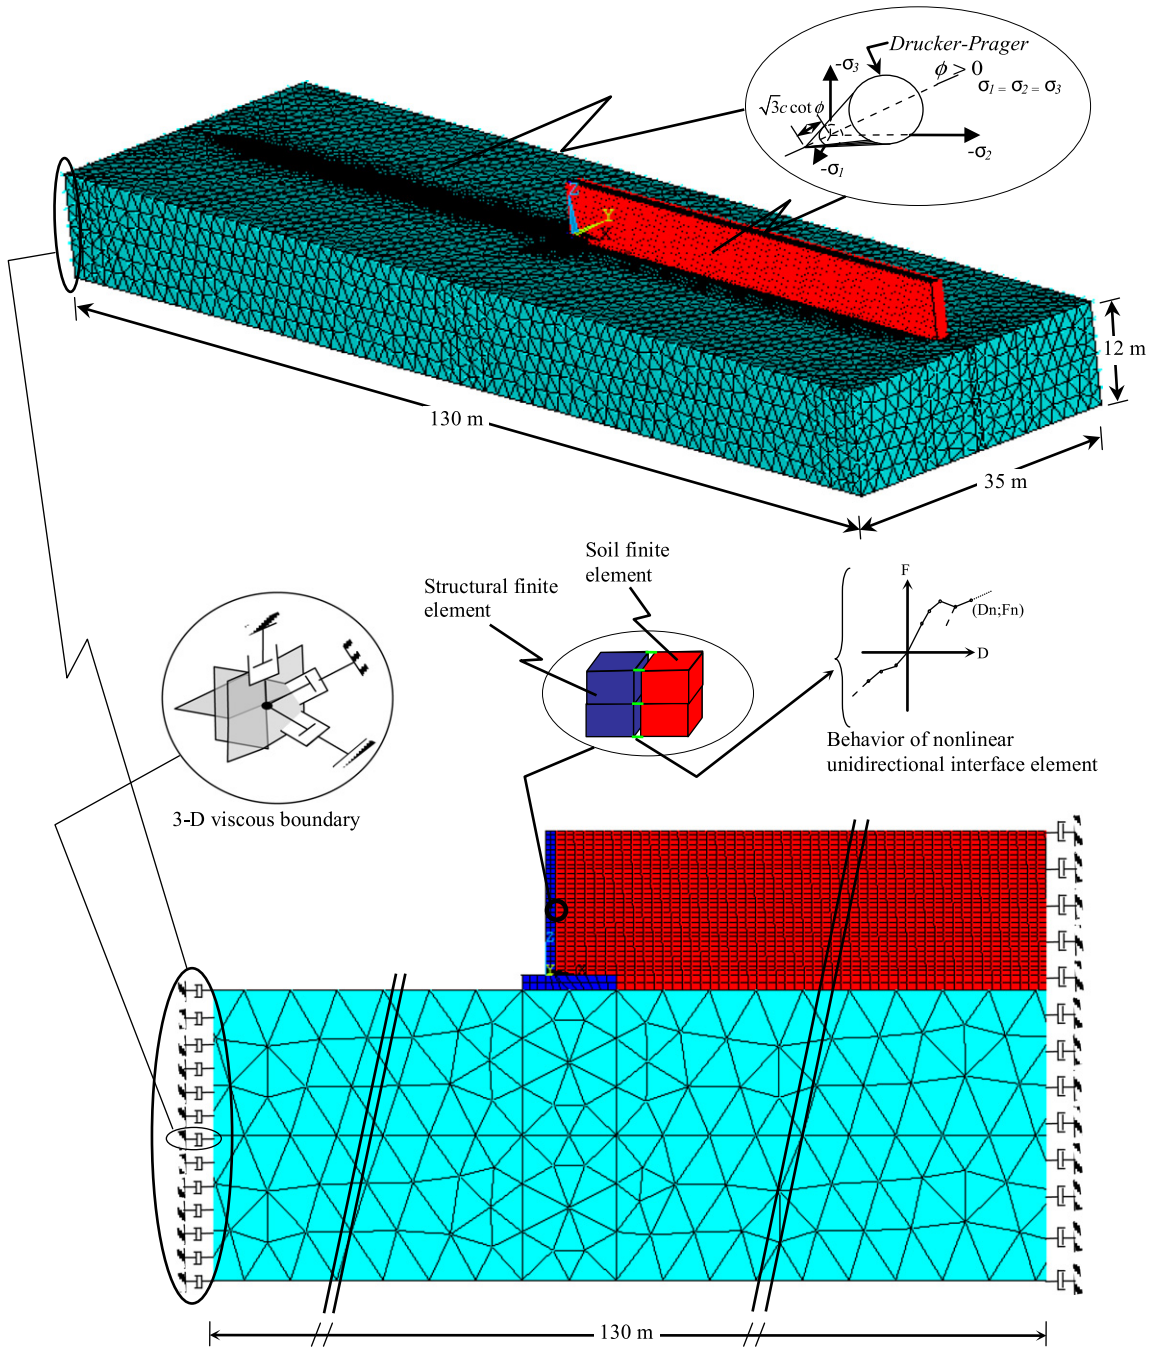 Drucker-Prager
-σ3
ϕ > 0
σ1 = σ2 = σ3
√3c cot ϕ
-σ2
-σ1
Z
Y
X
12 m
130 m
35 m
Soil finite
element
Structural finite
element
F
(Dn;Fn)
D
Behavior of nonlinear
unidirectional interface element
3-D viscous boundary
Z
Y
X
130 m